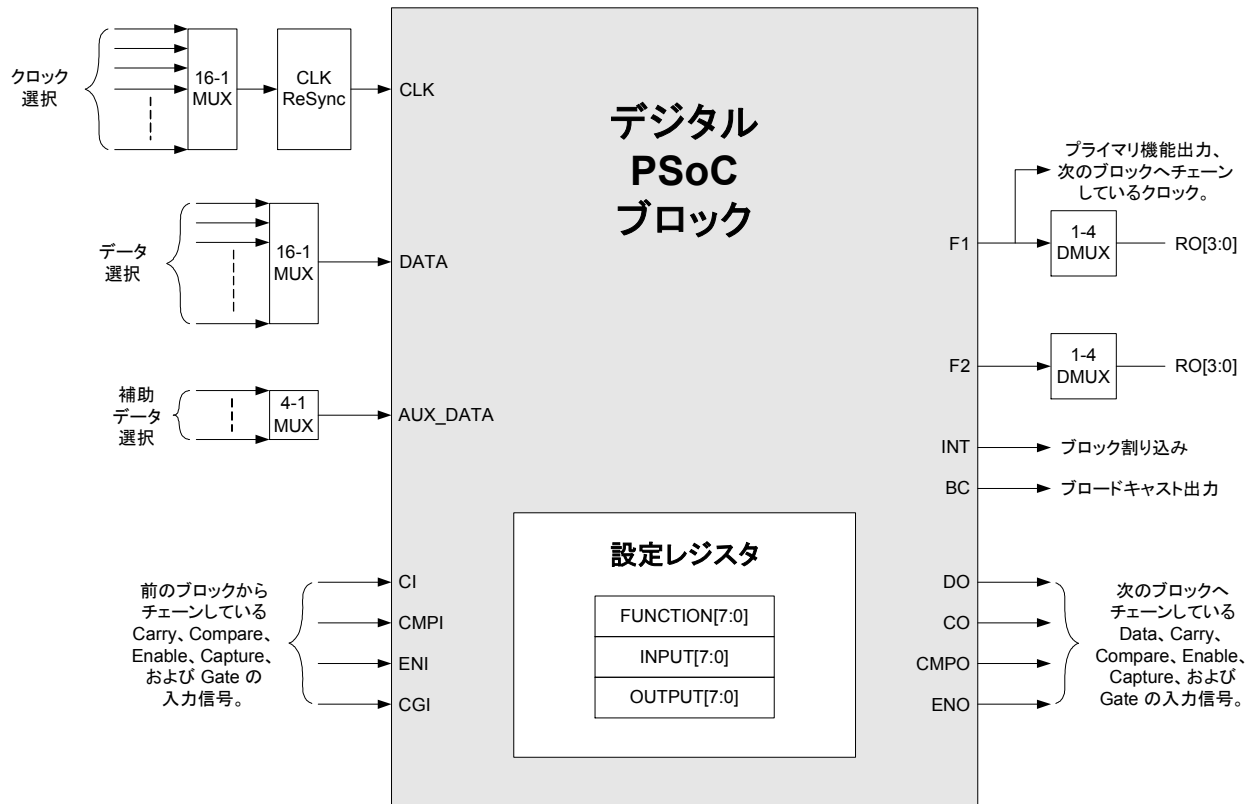 クロック
選択
16-1
MUX
CLK
ReSync
CLK
データ
選択
16-1
MUX
DATA
補助
データ
選択
4-1
MUX
AUX_DATA
前のブロックから
チェーンしている
Carry、Compare、
Enable、Capture、
および Gate の
入力信号。
CI
CMPI
ENI
CGI
デジタル
PSoC
ブロック
設定レジスタ
FUNCTION[7:0]
INPUT[7:0]
OUTPUT[7:0]
プライマリ機能出力、
次のブロックへチェーン
しているクロック。
F1
1-4
DMUX
RO[3:0]
F2
1-4
DMUX
RO[3:0]
INT
ブロック割り込み
BC
ブロードキャスト出力
DO
CO
CMPO
ENO
次のブロックへ
チェーンしている
Data、Carry、
Compare、Enable、
Capture、および
Gate の入力信号。